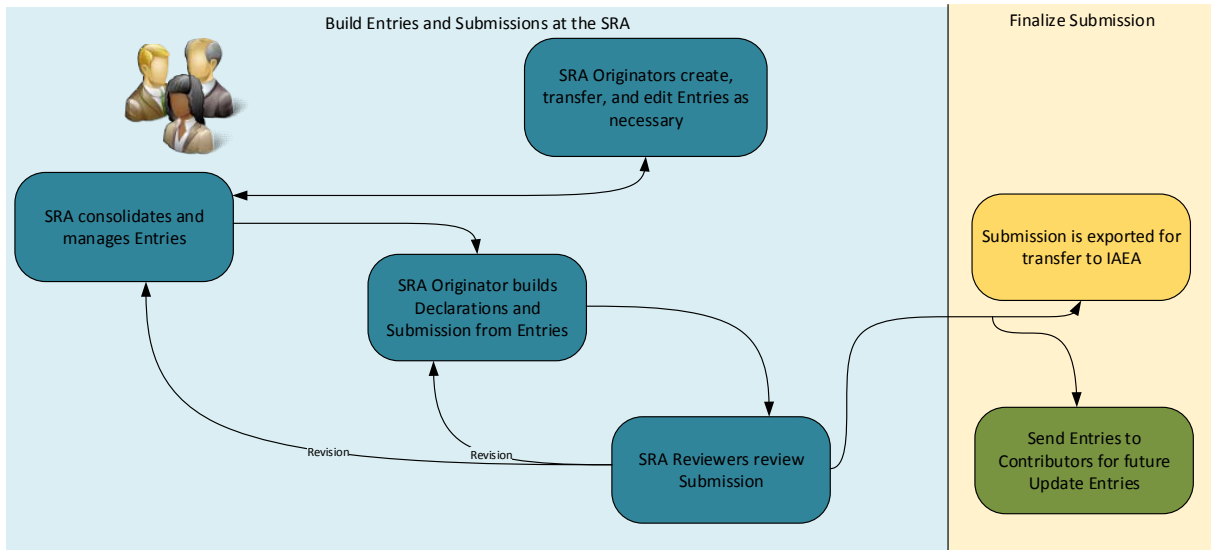 Build Entries and Submissions at the SRA
Finalize Submission
SRA Originators create,
transfer, and edit Entries as
necessary
SRA consolidates and
manages Entries
Submission is exported for
transfer to IAEA
SRA Originator builds
Declarations and
Submission from Entries
Revision
Revision
SRA Reviewers review
Submission
Send Entries to
Contributors for future
Update Entries